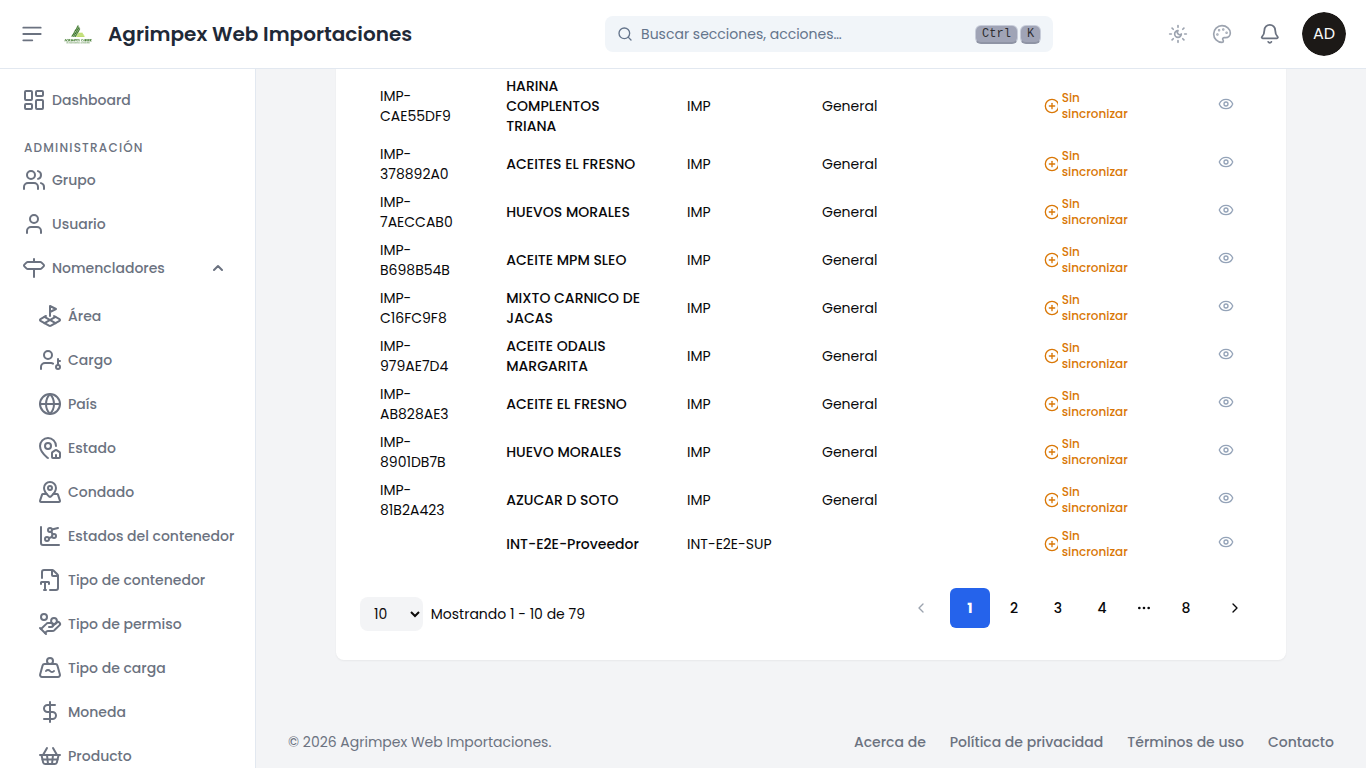 Agrimpex Web Importaciones
Buscar secciones, acciones...
Ctrl K
AD
Dashboard
ADMINISTRACIÓN
Grupo
Usuario
Nomencladores
Área
Cargo
País
Estado
Condado
Estados del contenedor
Tipo de contenedor
Tipo de permiso
Tipo de carga
Moneda
Producto
IMP-
CAE55DF9
HARINA
COMPLENTOS
TRIANA
IMP
General
Sin
sincronizar
IMP-
378892A0
ACEITES EL FRESNO
IMP
General
Sin
sincronizar
IMP-
7AECCAB0
HUEVOS MORALES
IMP
General
Sin
sincronizar
IMP-
B698B54B
ACEITE MPM SLEO
IMP
General
Sin
sincronizar
IMP-
C16FC9F8
MIXTO CARNICO DE
JACAS
IMP
General
Sin
sincronizar
IMP-
979AE7D4
ACEITE ODALIS
MARGARITA
IMP
General
Sin
sincronizar
IMP-
AB828AE3
ACEITE EL FRESNO
IMP
General
Sin
sincronizar
IMP-
8901DB7B
HUEVO MORALES
IMP
General
Sin
sincronizar
IMP-
81B2A423
AZUCAR D SOTO
IMP
General
Sin
sincronizar
INT-E2E-Proveedor
INT-E2E-SUP
Sin
sincronizar
10
Mostrando 1 - 10 de 79
1 2 3 4 ... 8
© 2026 Agrimpex Web Importaciones.
Acerca de
Política de privacidad
Términos de uso
Contacto